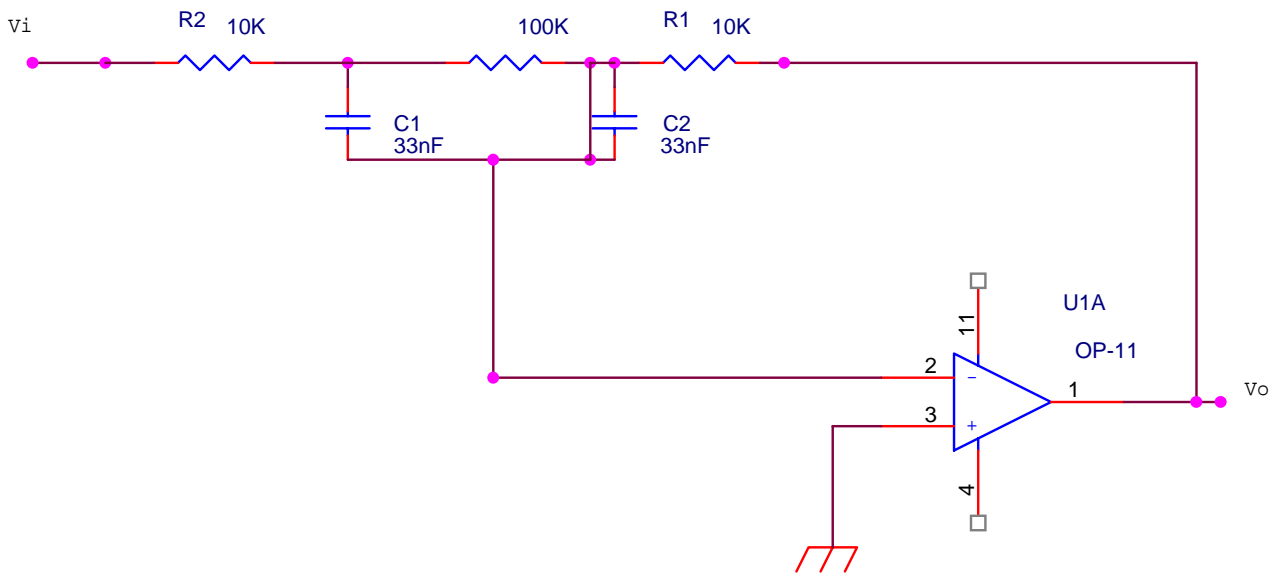 Vi
R2 10K
100K
R1 10K
C1
33nF
C2
33nF
U1A
OP-11
11
2
−
3
+
1
4
Vo